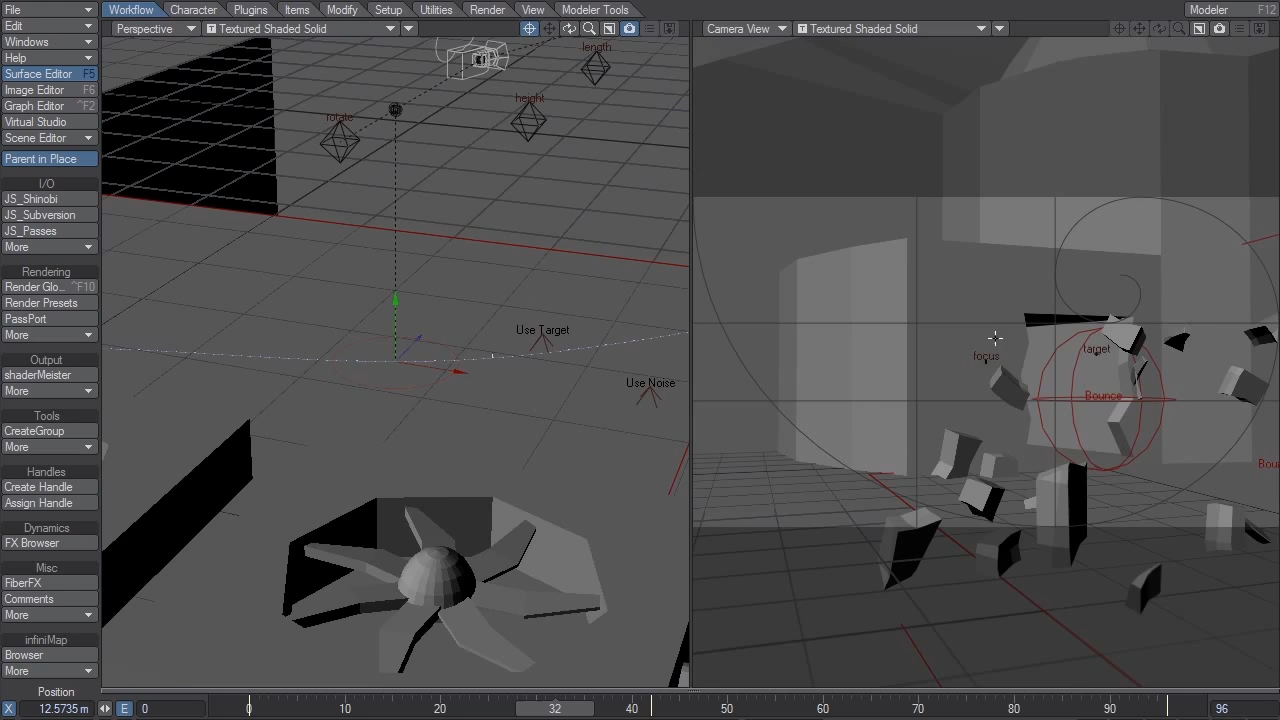 File
Workflow
Character
Plugins
Items
Modify
Setup
Utilities
Render
View
Modeler Tools
Modeler F12
Edit
Perspective
Textured Shaded Solid
Camera View
Textured Shaded Solid
Windows
Help
Surface Editor F5
Image Editor F6
Graph Editor ^F2
Virtual Studio
Scene Editor
Parent in Place
I/O
JS_Shinobi
JS_Subversion
JS_Passes
More
Rendering
Render Glo... ^F10
Render Presets
PassPort
More
Output
shaderMeister
More
Tools
CreateGroup
More
Handles
Create Handle
Assign Handle
Dynamics
FX Browser
Misc
FiberFX
Comments
More
infiniMap
Browser
More
length
height
rotate
Use Target
Use Noise
focus
target
Bounce
Bou
Position
X 12.5735 m E 0
0 10 20 32 40 50 60 70 80 90 96